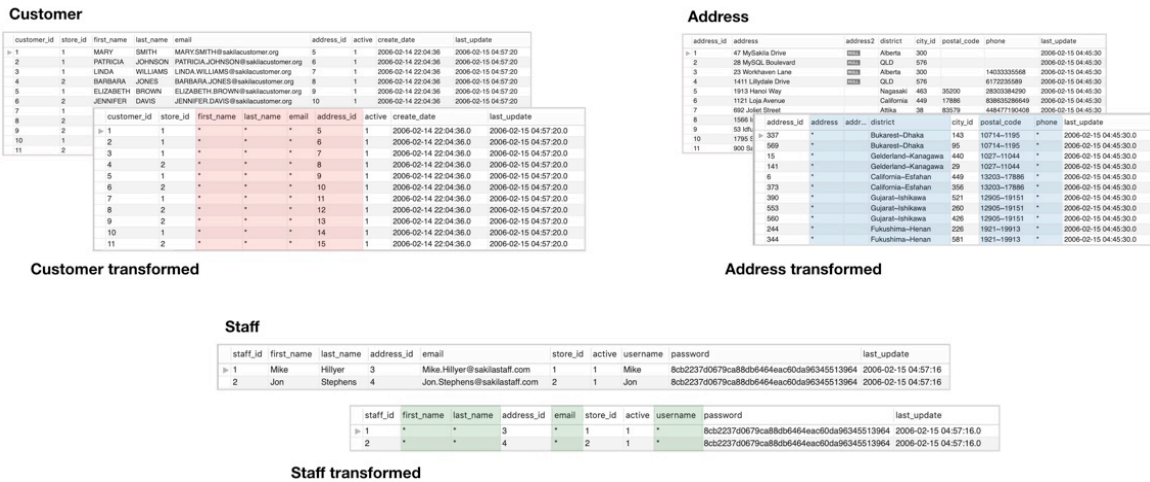 Customer
customer_id store_id first_name last_name email address_id active create_date last_update
1 1 MARY SMITH MARY.SMITH@sakilacustomer.org 5 1 2006-02-14 22:04:36 2006-02-15 04:57:20
2 1 PATRICIA JOHNSON PATRICIA.JOHNSON@sakilacustomer.org 6 1 2006-02-14 22:04:36 2006-02-15 04:57:20
3 1 LINDA WILLIAMS LINDA.WILLIAMS@sakilacustomer.org 7 1 2006-02-14 22:04:36 2006-02-15 04:57:20
4 2 BARBARA JONES BARBARA.JONES@sakilacustomer.org 8 1 2006-02-14 22:04:36 2006-02-15 04:57:20
5 1 ELIZABETH BROWN ELIZABETH.BROWN@sakilacustomer.org 9 1 2006-02-14 22:04:36 2006-02-15 04:57:20
6 2 JENNIFER DAVIS JENNIFER.DAVIS@sakilacustomer.org 10 1 2006-02-14 22:04:36 2006-02-15 04:57:20
7 1
8 2
9 2
10 1
11 2
customer_id store_id first_name last_name email address_id active create_date last_update
1 1 * * * 5 1 2006-02-14 22:04:36.0 2006-02-15 04:57:20.0
2 1 * * * 6 1 2006-02-14 22:04:36.0 2006-02-15 04:57:20.0
3 1 * * * 7 1 2006-02-14 22:04:36.0 2006-02-15 04:57:20.0
4 2 * * * 8 1 2006-02-14 22:04:36.0 2006-02-15 04:57:20.0
5 1 * * * 9 1 2006-02-14 22:04:36.0 2006-02-15 04:57:20.0
6 2 * * * 10 1 2006-02-14 22:04:36.0 2006-02-15 04:57:20.0
7 1 * * * 11 1 2006-02-14 22:04:36.0 2006-02-15 04:57:20.0
8 2 * * * 12 1 2006-02-14 22:04:36.0 2006-02-15 04:57:20.0
9 2 * * * 13 1 2006-02-14 22:04:36.0 2006-02-15 04:57:20.0
10 1 * * * 14 1 2006-02-14 22:04:36.0 2006-02-15 04:57:20.0
11 2 * * * 15 1 2006-02-14 22:04:36.0 2006-02-15 04:57:20.0
Customer transformed
Address
address_id address address2 district city_id postal_code phone last_update
1 47 MySakila Drive NULL Alberta 300 2006-02-15 04:45:30
2 28 MySQL Boulevard NULL QLD 576 2006-02-15 04:45:30
3 23 Workhaven Lane NULL Alberta 300 14033335568 2006-02-15 04:45:30
4 1411 Lillydale Drive NULL QLD 576 6172235589 2006-02-15 04:45:30
5 1913 Hanoi Way Nagasaki 463 35200 28303384290 2006-02-15 04:45:30
6 1121 Loja Avenue California 449 17886 838635286649 2006-02-15 04:45:30
7 692 Joliet Street Attika 38 83579 448477190408 2006-02-15 04:45:30
8 1566
9 53
10 1795
11 900
address_id address addr... district city_id postal_code phone last_update
337 * Bukarest~Dhaka 143 10714~1195 * 2006-02-15 04:45:30.0
569 * Bukarest~Dhaka 95 10714~1195 * 2006-02-15 04:45:30.0
15 * Gelderland~Kanagawa 440 1027~11044 * 2006-02-15 04:45:30.0
141 * Gelderland~Kanagawa 29 1027~11044 * 2006-02-15 04:45:30.0
6 * California~Esfahan 449 13203~17886 * 2006-02-15 04:45:30.0
373 * California~Esfahan 356 13203~17886 * 2006-02-15 04:45:30.0
390 * Gujarat~Ishikawa 521 12905~19151 * 2006-02-15 04:45:30.0
553 * Gujarat~Ishikawa 260 12905~19151 * 2006-02-15 04:45:30.0
560 * Gujarat~Ishikawa 426 12905~19151 * 2006-02-15 04:45:30.0
244 * Fukushima~Henan 226 1921~19913 * 2006-02-15 04:45:30.0
344 * Fukushima~Henan 581 1921~19913 * 2006-02-15 04:45:30.0
Address transformed
Staff
staff_id first_name last_name address_id email store_id active username password last_update
1 Mike Hillyer 3 Mike.Hillyer@sakilastaff.com 1 1 Mike 8cb2237d0679ca88db6464eac60da96345513964 2006-02-15 04:57:16
2 Jon Stephens 4 Jon.Stephens@sakilastaff.com 2 1 Jon 8cb2237d0679ca88db6464eac60da96345513964 2006-02-15 04:57:16
staff_id first_name last_name address_id email store_id active username password last_update
1 * * 3 * 1 1 * 8cb2237d0679ca88db6464eac60da96345513964 2006-02-15 04:57:16.0
2 * * 4 * 2 1 * 8cb2237d0679ca88db6464eac60da96345513964 2006-02-15 04:57:16.0
Staff transformed